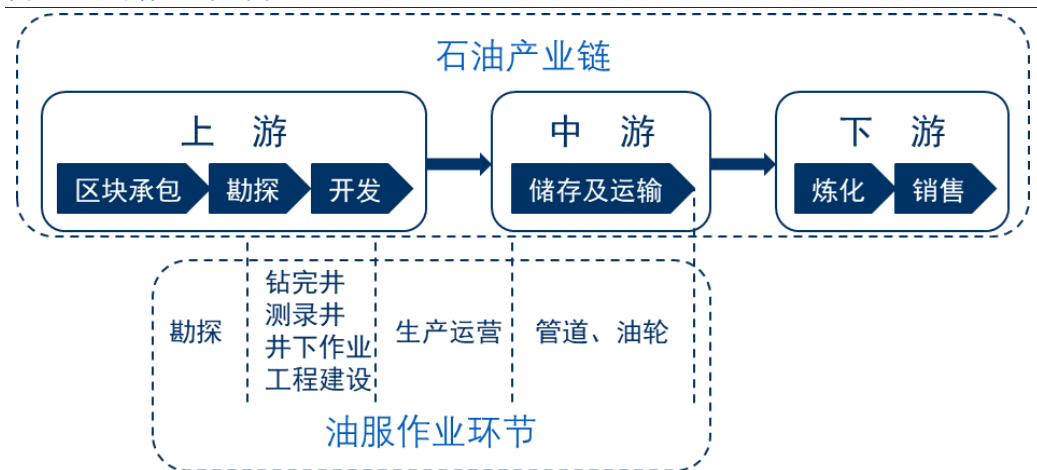 石油产业链
上 游
中 游
下 游
区块承包
勘探
开发
储存及运输
炼化
销售
勘探
钻完井
测录井
井下作业
工程建设
生产运营
管道、油轮
油服作业环节